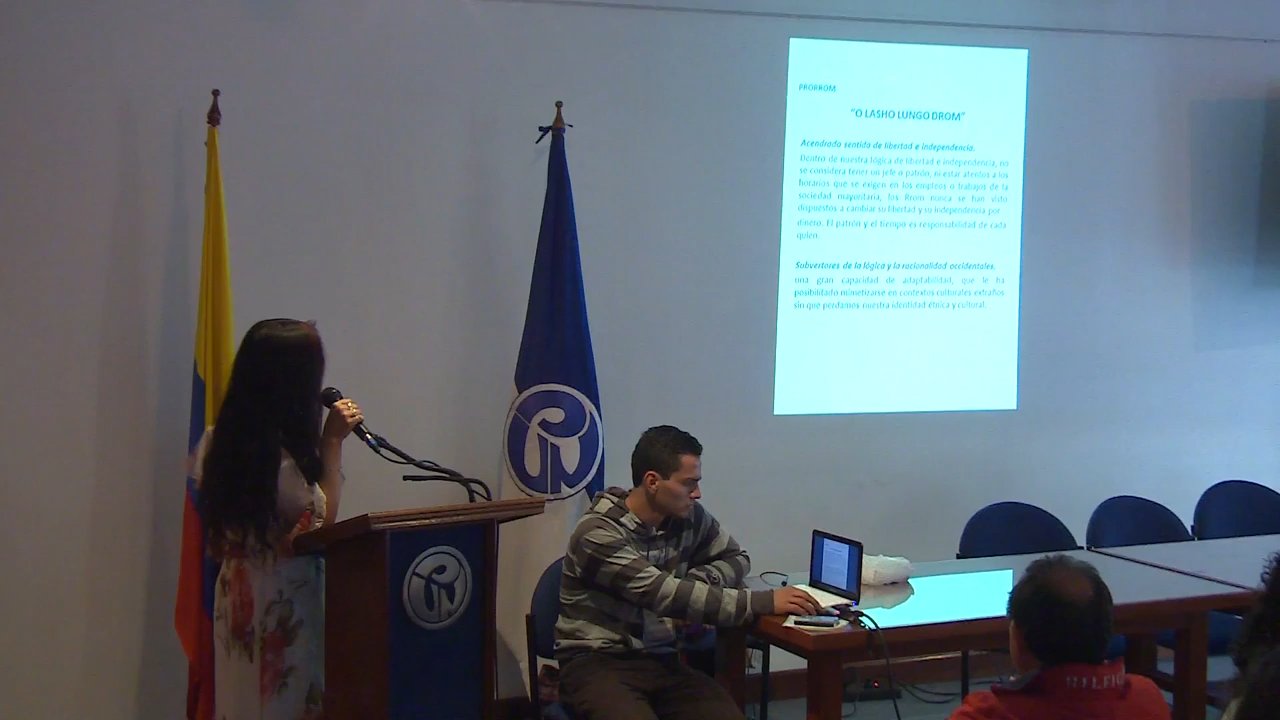 PRORROM
"O LASHO LUNGO DROM"
Acendrado sentido de libertad e independencia.
Dentro de nuestra lógica de libertad e independencia, no
se considera tener un jefe o patrón, ni estar atentos a los
horarios que se exigen en los empleos o trabajos de la
sociedad mayoritaria, los Rrom nunca se han visto
dispuestos a cambiar su libertad y su independencia por
dinero. El patrón y el tiempo es responsabilidad de cada
quien.
Subvertores de la lógica y la racionalidad occidentales,
una gran capacidad de adaptabilidad, que le ha
posibilitado mimetizarse en contextos culturales extraños
sin que perdamos nuestra identidad étnica y cultural.